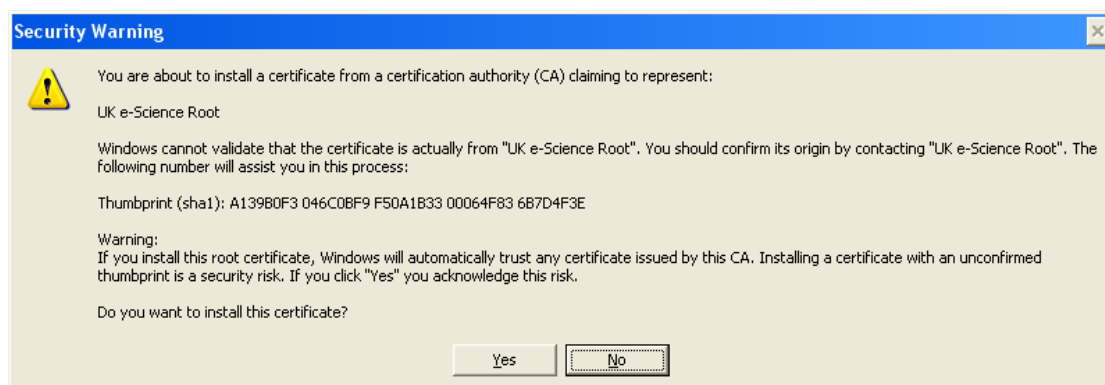 Security Warning
You are about to install a certificate from a certification authority (CA) claiming to represent:
UK e-Science Root
Windows cannot validate that the certificate is actually from "UK e-Science Root". You should confirm its origin by contacting "UK e-Science Root". The
following number will assist you in this process:
Thumbprint (sha1): A139B0F3 046C0BF9 F50A1B33 00064F83 6B7D4F3E
Warning:
If you install this root certificate, Windows will automatically trust any certificate issued by this CA. Installing a certificate with an unconfirmed
thumbprint is a security risk. If you click "Yes" you acknowledge this risk.
Do you want to install this certificate?
Yes No